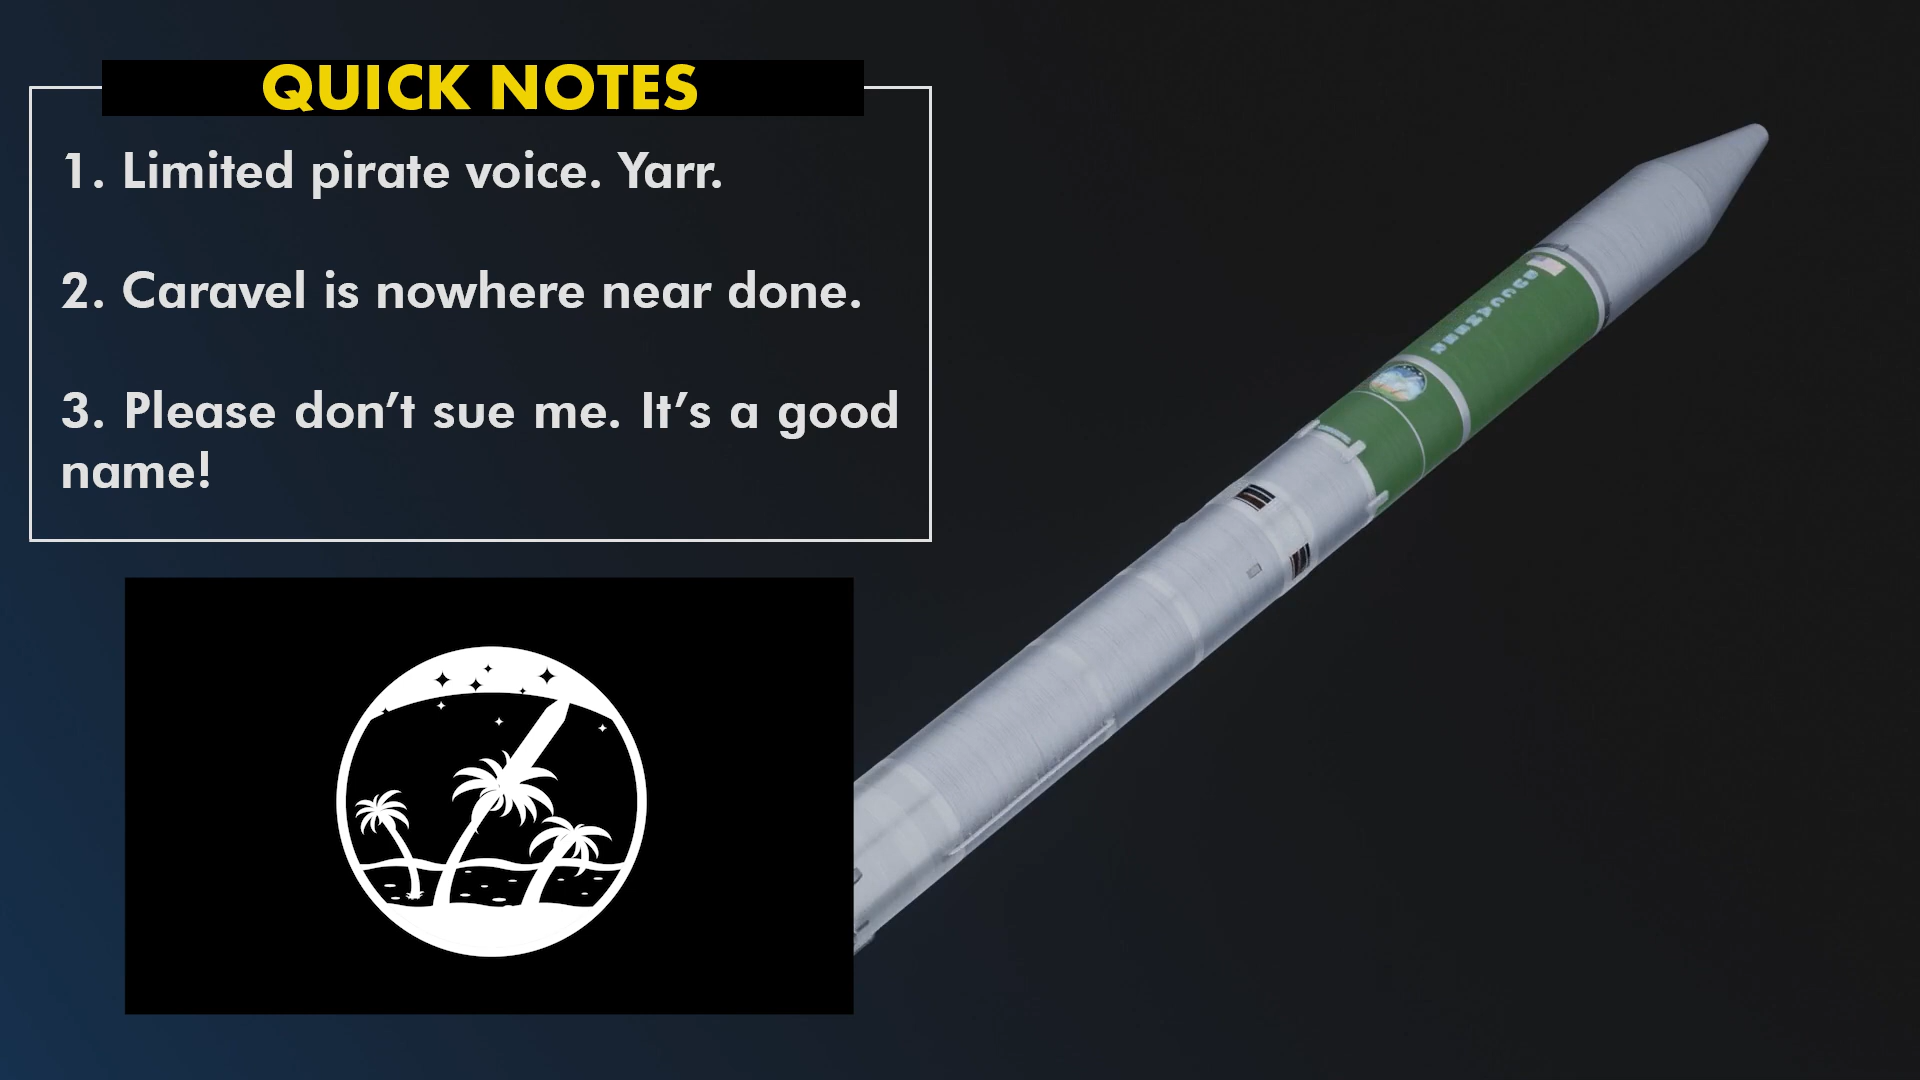 QUICK NOTES
1. Limited pirate voice. Yarr.
2. Caravel is nowhere near done.
3. Please don’t sue me. It’s a good
name!
BUCCANEER